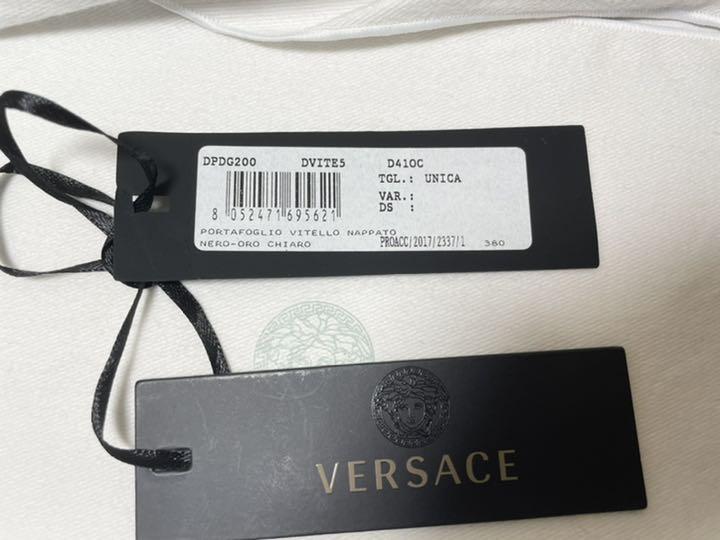 DPDG200 DVITE5 D41OC
TGL.: UNICA
VAR.:
DS :
8 052471 695621
PORTAFOGLIO VITELLO NAPPATO
NERO-ORO CHIARO PROACC/2017/2337/1 380
VERSACE